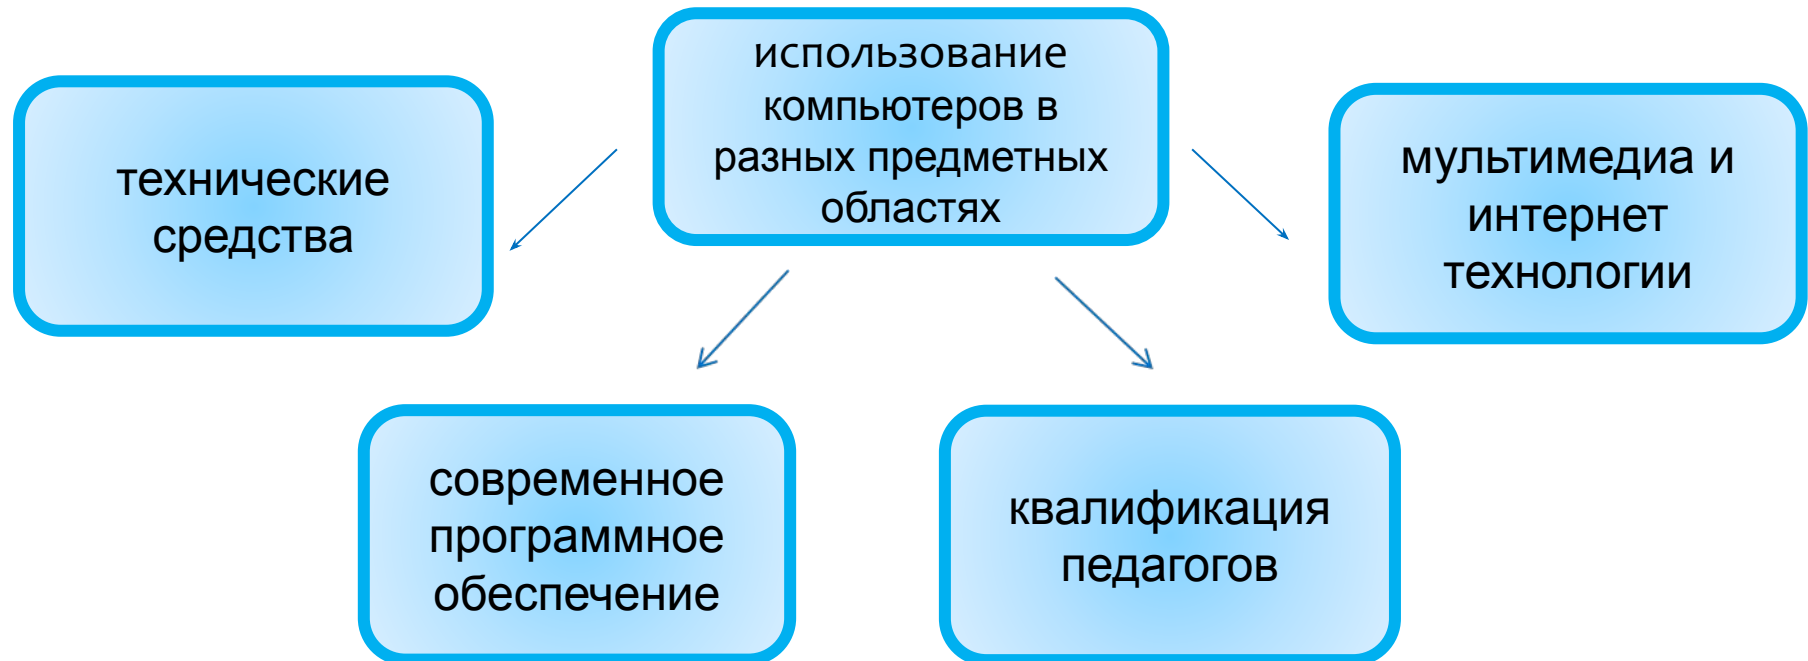 использование
компьютеров в
разных предметных
областях
технические
средства
мультимедиа и
интернет
технологии
современное
программное
обеспечение
квалификация
педагогов